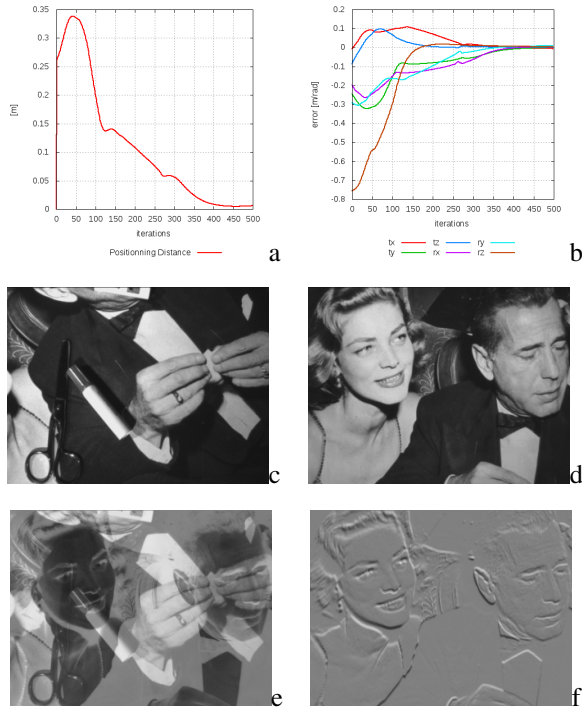 0.35
0.3
0.25
0.2
0.15
0.1
0.05
0
[m]
0 50 100 150 200 250 300 350 400 450 500
iterations
Positionning Distance
a
0.2
0.1
0
-0.1
-0.2
-0.3
-0.4
-0.5
-0.6
-0.7
-0.8
error [m/rad]
0 50 100 150 200 250 300 350 400 450 500
iterations
tx tz ry
ty rx rz
b
c
d
e
f